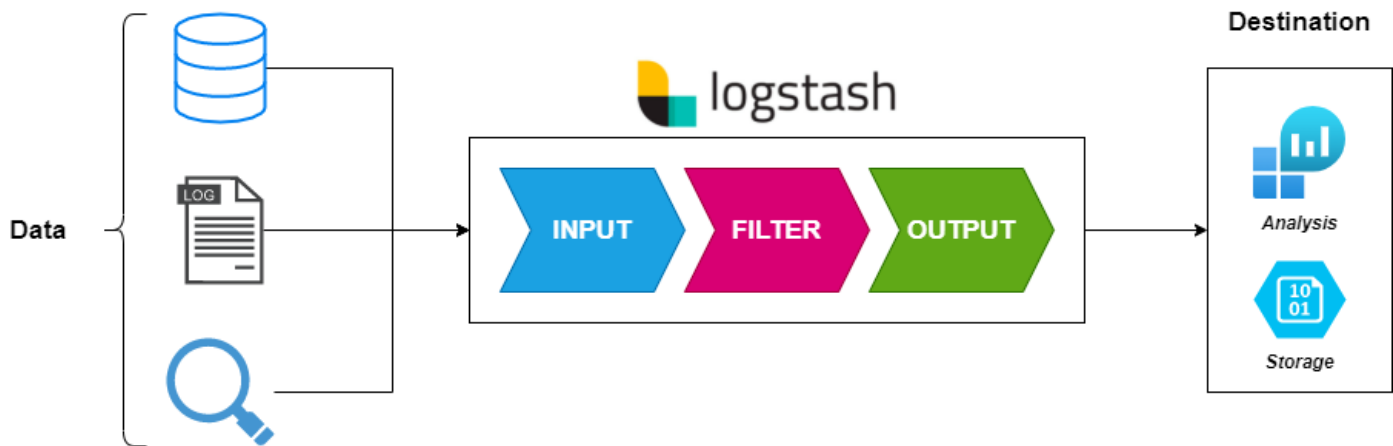 Data
LOG
logstash
INPUT
FILTER
OUTPUT
Destination
Analysis
10
01
Storage